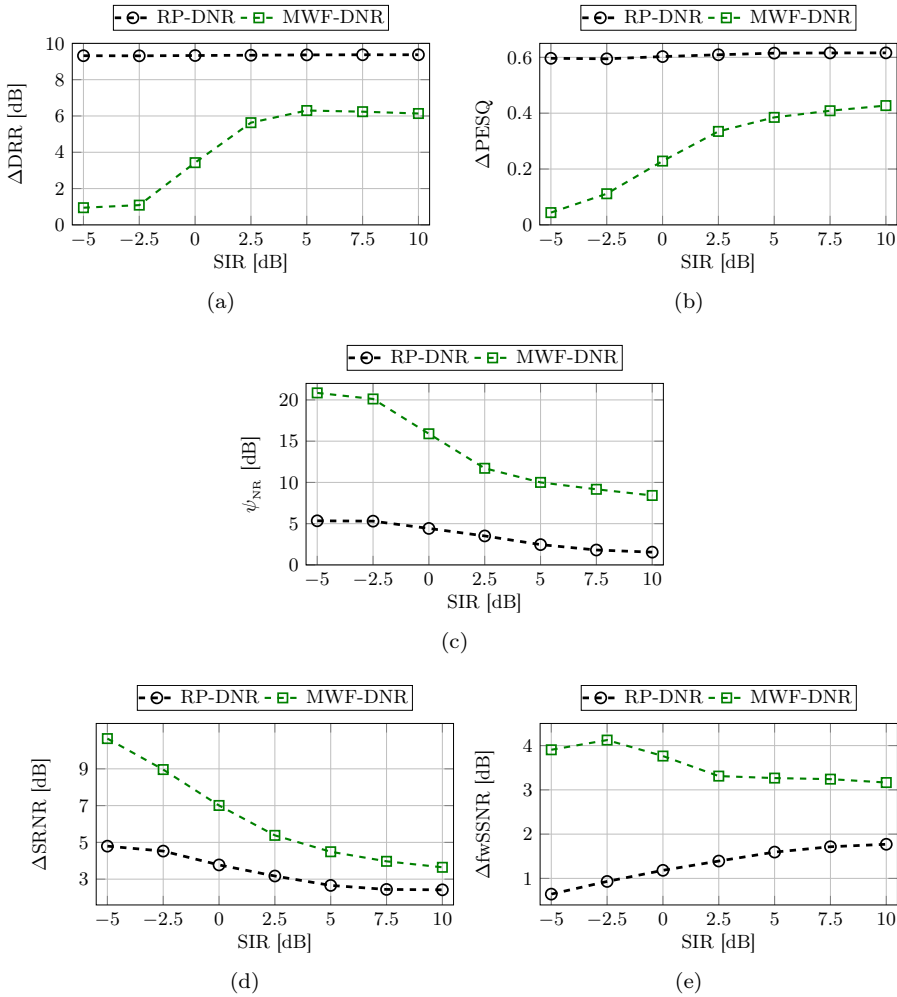 RP-DNR MWF-DNR RP-DNR MWF-DNR
10
8
6
4
2
0
ΔDRR [dB]
−5 −2.5 0 2.5 5 7.5 10
SIR [dB]
(a)
0.6
0.4
0.2
0
ΔPESQ
−5 −2.5 0 2.5 5 7.5 10
SIR [dB]
(b)
RP-DNR MWF-DNR
20
15
10
5
0
ψNR [dB]
−5 −2.5 0 2.5 5 7.5 10
SIR [dB]
(c)
RP-DNR MWF-DNR RP-DNR MWF-DNR
9
7
5
3
ΔSRNR [dB]
−5 −2.5 0 2.5 5 7.5 10
SIR [dB]
(d)
4
3
2
1
ΔfwSSNR [dB]
−5 −2.5 0 2.5 5 7.5 10
SIR [dB]
(e)